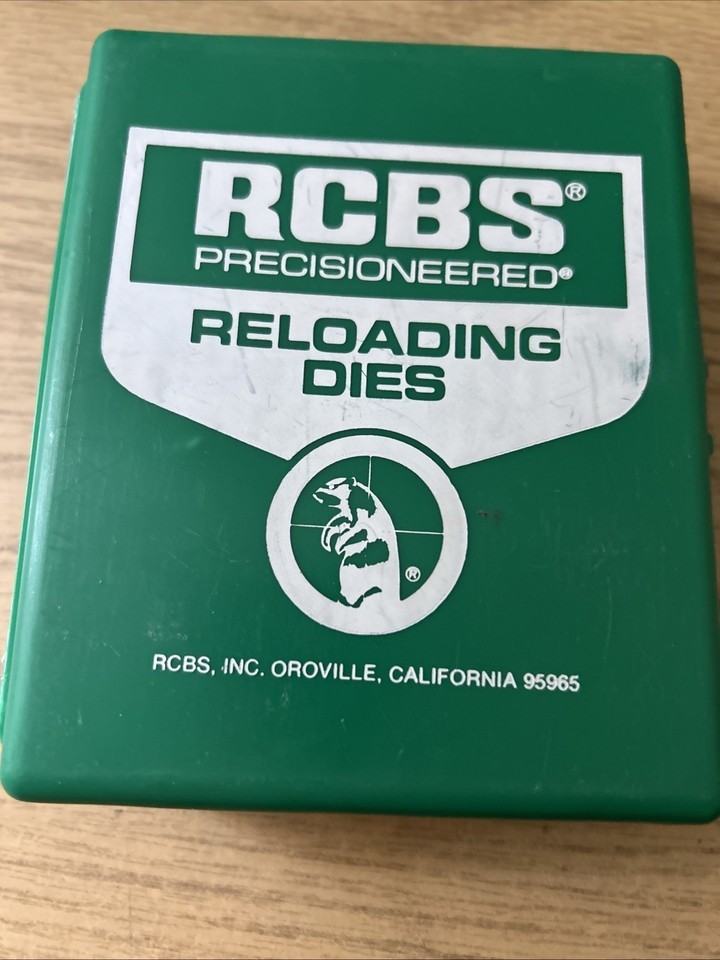 RCBS®
PRECISIONEERED®
RELOADING
DIES
®
RCBS, INC. OROVILLE, CALIFORNIA 95965